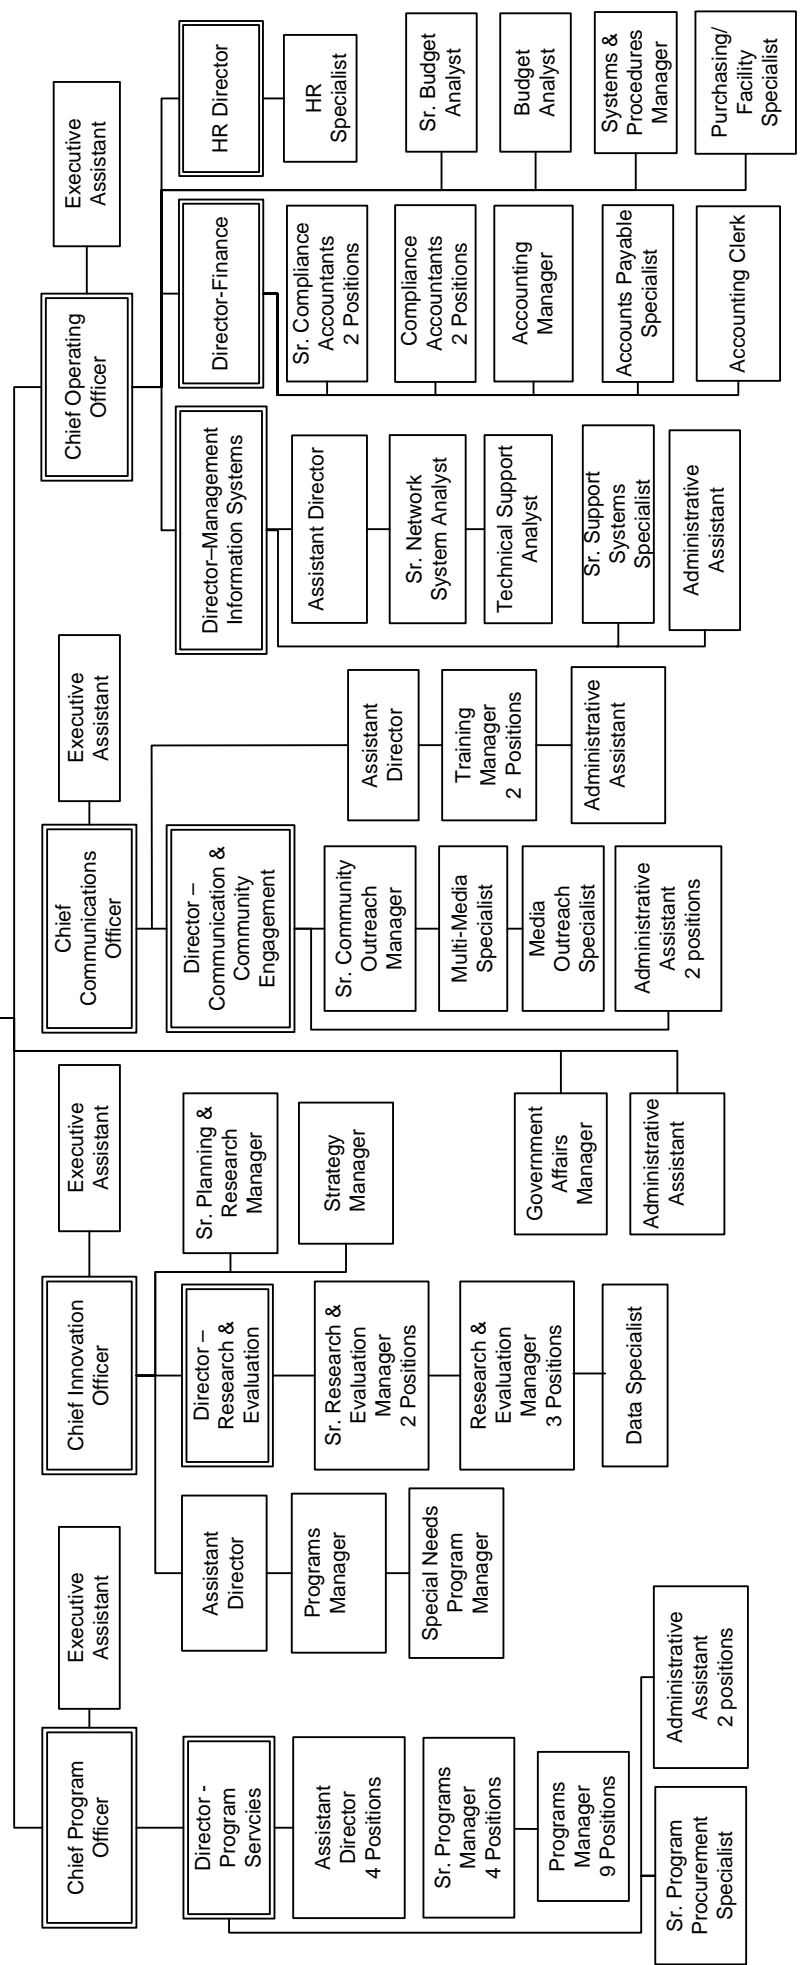 Chief Program
Officer
Executive
Assistant
Director -
Program
Servcies
Assistant
Director
4 Positions
Sr. Programs
Manager
4 Positions
Programs
Manager
9 Positions
Sr. Program
Procurement
Specialist
Administrative
Assistant
2 positions
Chief Innovation
Officer
Executive
Assistant
Assistant
Director
Programs
Manager
Special Needs
Program
Manager
Director –
Research &
Evaluation
Sr. Research &
Evaluation
Manager
2 Positions
Research &
Evaluation
Manager
3 Positions
Data Specialist
Sr. Planning &
Research
Manager
Strategy
Manager
Government
Affairs
Manager
Administrative
Assistant
Chief
Communications
Officer
Executive
Assistant
Director –
Communication &
Community
Engagement
Sr. Community
Outreach
Manager
Multi-Media
Specialist
Media
Outreach
Specialist
Administrative
Assistant
2 positions
Assistant
Director
Training
Manager
2 Positions
Administrative
Assistant
Chief Operating
Officer
Executive
Assistant
Director–Management
Information Systems
Assistant Director
Sr. Network
System Analyst
Technical Support
Analyst
Sr. Support
Systems
Specialist
Administrative
Assistant
Director-Finance
Sr. Compliance
Accountants
2 Positions
Compliance
Accountants
2 Positions
Accounting
Manager
Accounts Payable
Specialist
Accounting Clerk
HR Director
HR
Specialist
Sr. Budget
Analyst
Budget
Analyst
Systems &
Procedures
Manager
Purchasing/
Facility
Specialist